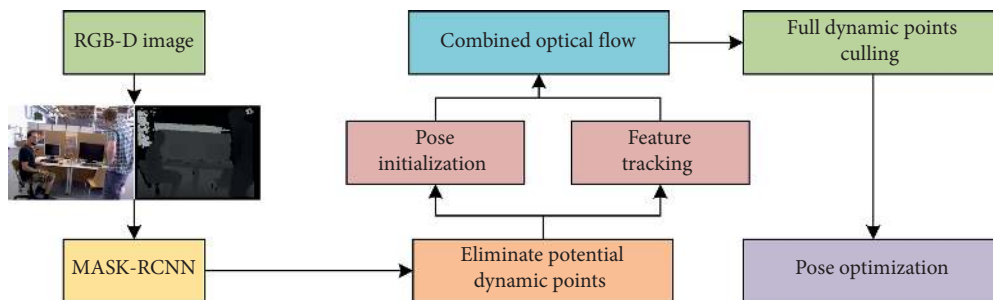 RGB-D image
MASK-RCNN
Eliminate potential
dynamic points
Pose
initialization
Feature
tracking
Combined optical flow
Full dynamic points
culling
Pose optimization